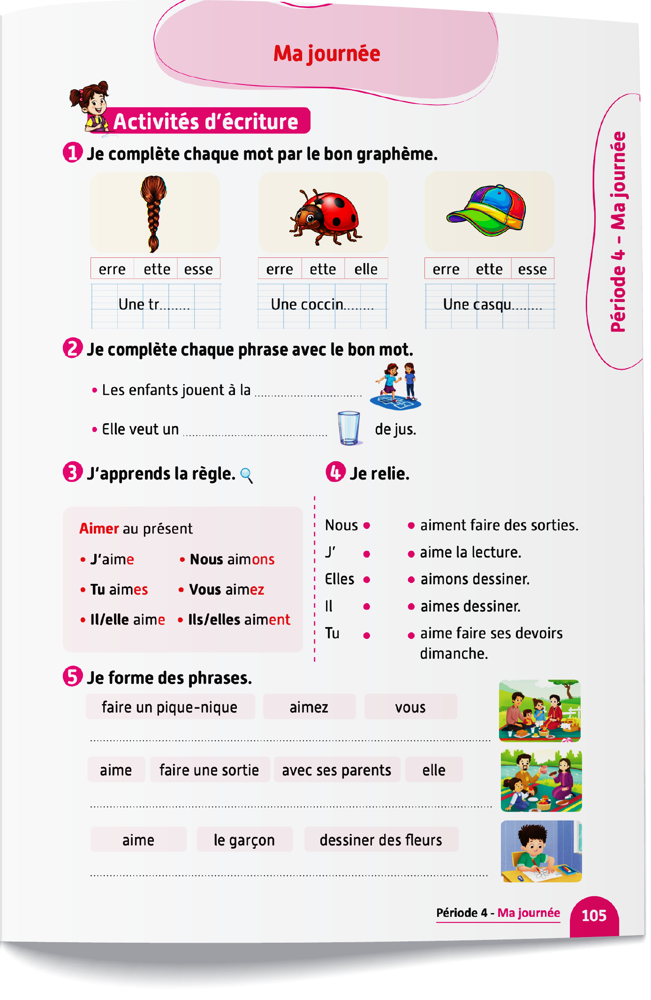 Ma journée
Activités d'écriture
1 Je complète chaque mot par le bon graphème.
erre ette esse
erre ette elle
erre ette esse
Une tr........
Une coccin........
Une casqu........
2 Je complète chaque phrase avec le bon mot.
• Les enfants jouent à la ..............................
• Elle veut un ........................................ de jus.
3 J'apprends la règle.
Aimer au présent
• J'aime • Nous aimons
• Tu aimes • Vous aimez
• Il/elle aime • Ils/elles aiment
4 Je relie.
Nous • • aiment faire des sorties.
J' • • aime la lecture.
Elles • • aimons dessiner.
Il • • aimes dessiner.
Tu • • aime faire ses devoirs
dimanche.
5 Je forme des phrases.
faire un pique-nique aimez vous
aime faire une sortie avec ses parents elle
aime le garçon dessiner des fleurs
Période 4 - Ma journée
105
Période 4 - Ma journée